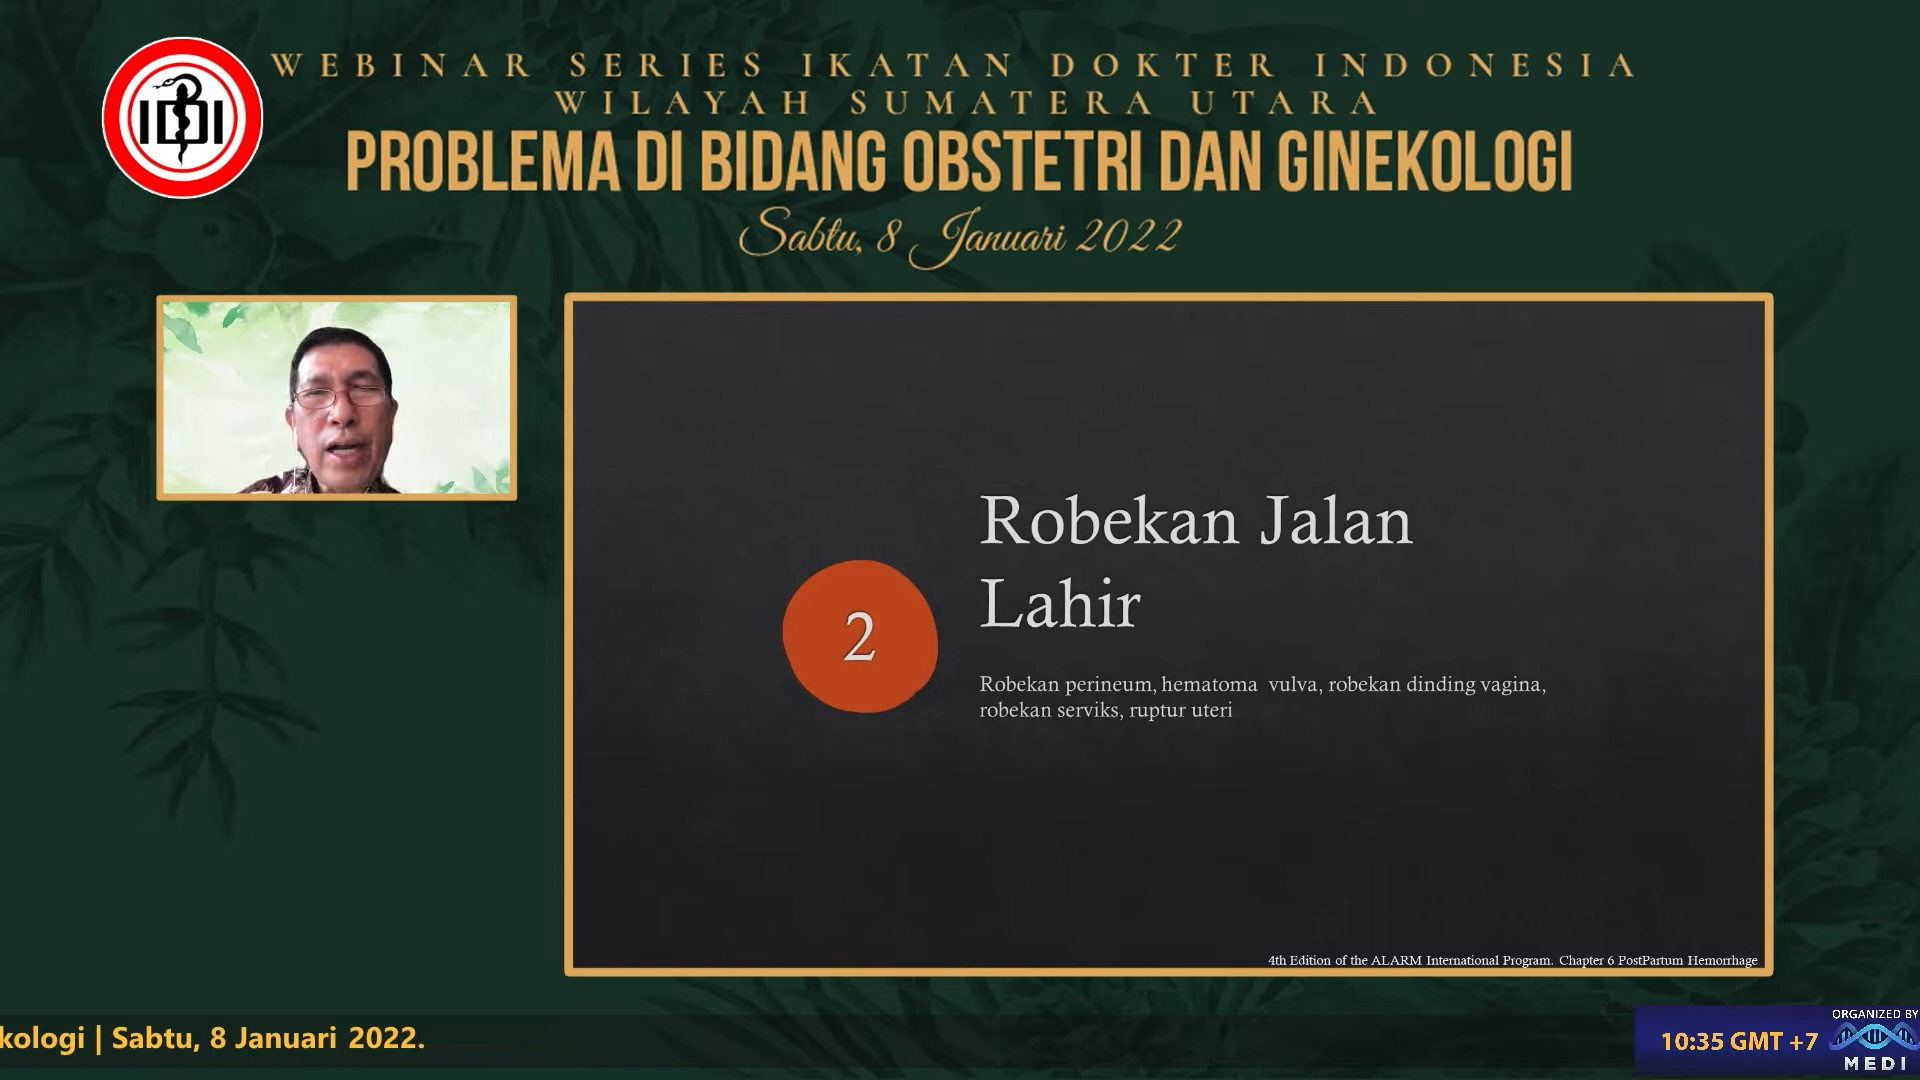 WEBINAR SERIES IKATAN DOKTER INDONESIA
WILAYAH SUMATERA UTARA
PROBLEMA DI BIDANG OBSTETRI DAN GINEKOLOGI
Sabtu, 8 Januari 2022
IDI
Robekan Jalan
Lahir
2
Robekan perineum, hematoma vulva, robekan dinding vagina,
robekan serviks, ruptur uteri
4th Edition of the ALARM International Program. Chapter 6 PostPartum Hemorrhage
kologi | Sabtu, 8 Januari 2022.
10:35 GMT +7
ORGANIZED BY
MEDI